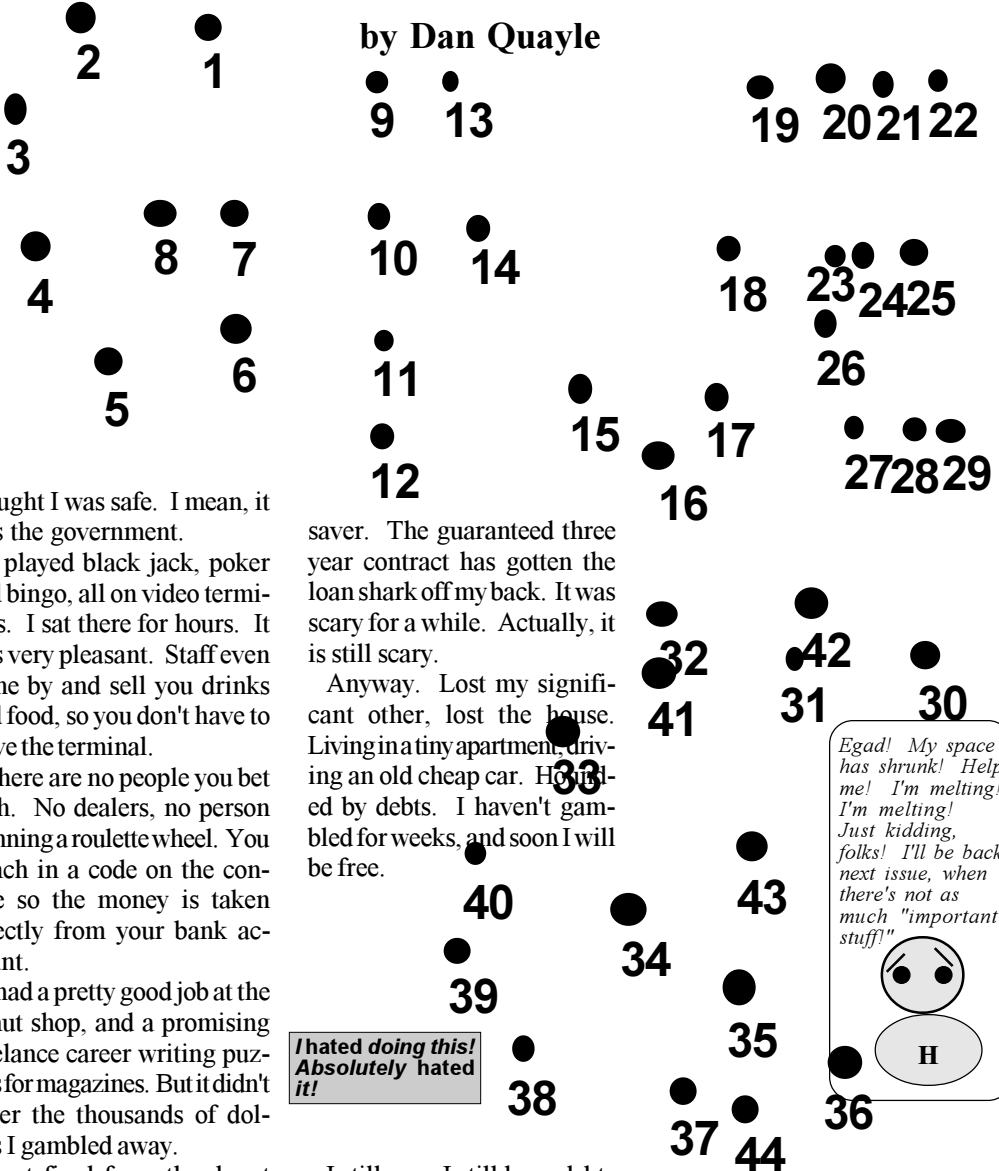 by Dan Quayle
2
1
9
13
19
20
21
22
3
8
7
10
14
4
18
23
24
25
6
11
26
5
15
17
12
16
27
28
29
ught I was safe. I mean, it
s the government.
played black jack, poker
bingo, all on video termi-
s. I sat there for hours. It
s very pleasant. Staff even
ne by and sell you drinks
food, so you don't have to
ve the terminal.
here are no people you bet
h. No dealers, no person
nning a roulette wheel. You
nch in a code on the con-
e so the money is taken
ectly from your bank ac-
nt.
had a pretty good job at the
nut shop, and a promising
elance career writing puz-
s for magazines. But it didn't
er the thousands of dol-
s I gambled away.
saver. The guaranteed three
year contract has gotten the
loan shark off my back. It was
scary for a while. Actually, it
is still scary.
Anyway. Lost my signifi-
cant other, lost the house.
Living in a tiny apartment, driv-
ing an old cheap car. Hound-
ed by debts. I haven't gam-
bled for weeks, and soon I will
be free.
32
42
41
31
30
33
40
43
34
39
35
38
36
37
44
I hated doing this!
Absolutely hated
it!
Egad! My space
has shrunk! Help
me! I'm melting!
I'm melting!
Just kidding,
folks! I'll be back
next issue, when
there's not as
much "important
stuff!"
H